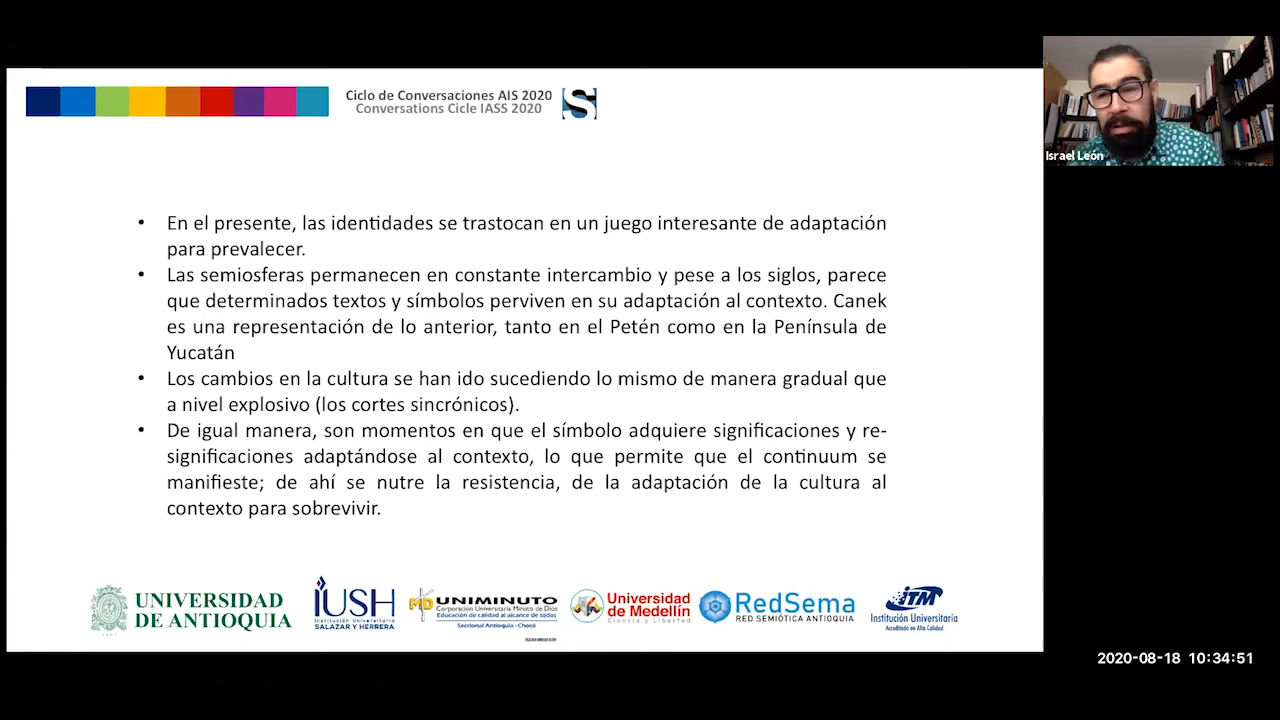 Ciclo de Conversaciones AIS 2020
Conversations Cicle IASS 2020
S
Israel León
• En el presente, las identidades se trastocan en un juego interesante de adaptación
para prevalecer.
• Las semiosferas permanecen en constante intercambio y pese a los siglos, parece
que determinados textos y símbolos perviven en su adaptación al contexto. Canek
es una representación de lo anterior, tanto en el Petén como en la Península de
Yucatán
• Los cambios en la cultura se han ido sucediendo lo mismo de manera gradual que
a nivel explosivo (los cortes sincrónicos).
• De igual manera, son momentos en que el símbolo adquiere significaciones y re-
significaciones adaptándose al contexto, lo que permite que el continuum se
manifieste; de ahí se nutre la resistencia, de la adaptación de la cultura al
contexto para sobrevivir.
UNIVERSIDAD
DE ANTIOQUIA
IUSH
Institución Universitaria
SALAZAR Y HERRERA
MD UNIMINUTO
Corporación Universitaria Minuto de Dios
Educación de calidad al alcance de todos
Seccional Antioquia - Chocó
Universidad
de Medellín
Ciencia y Libertad
RedSema
RED SEMIÓTICA ANTIOQUIA
ITM
Institución Universitaria
Acreditada en Alta Calidad
2020-08-18 10:34:51